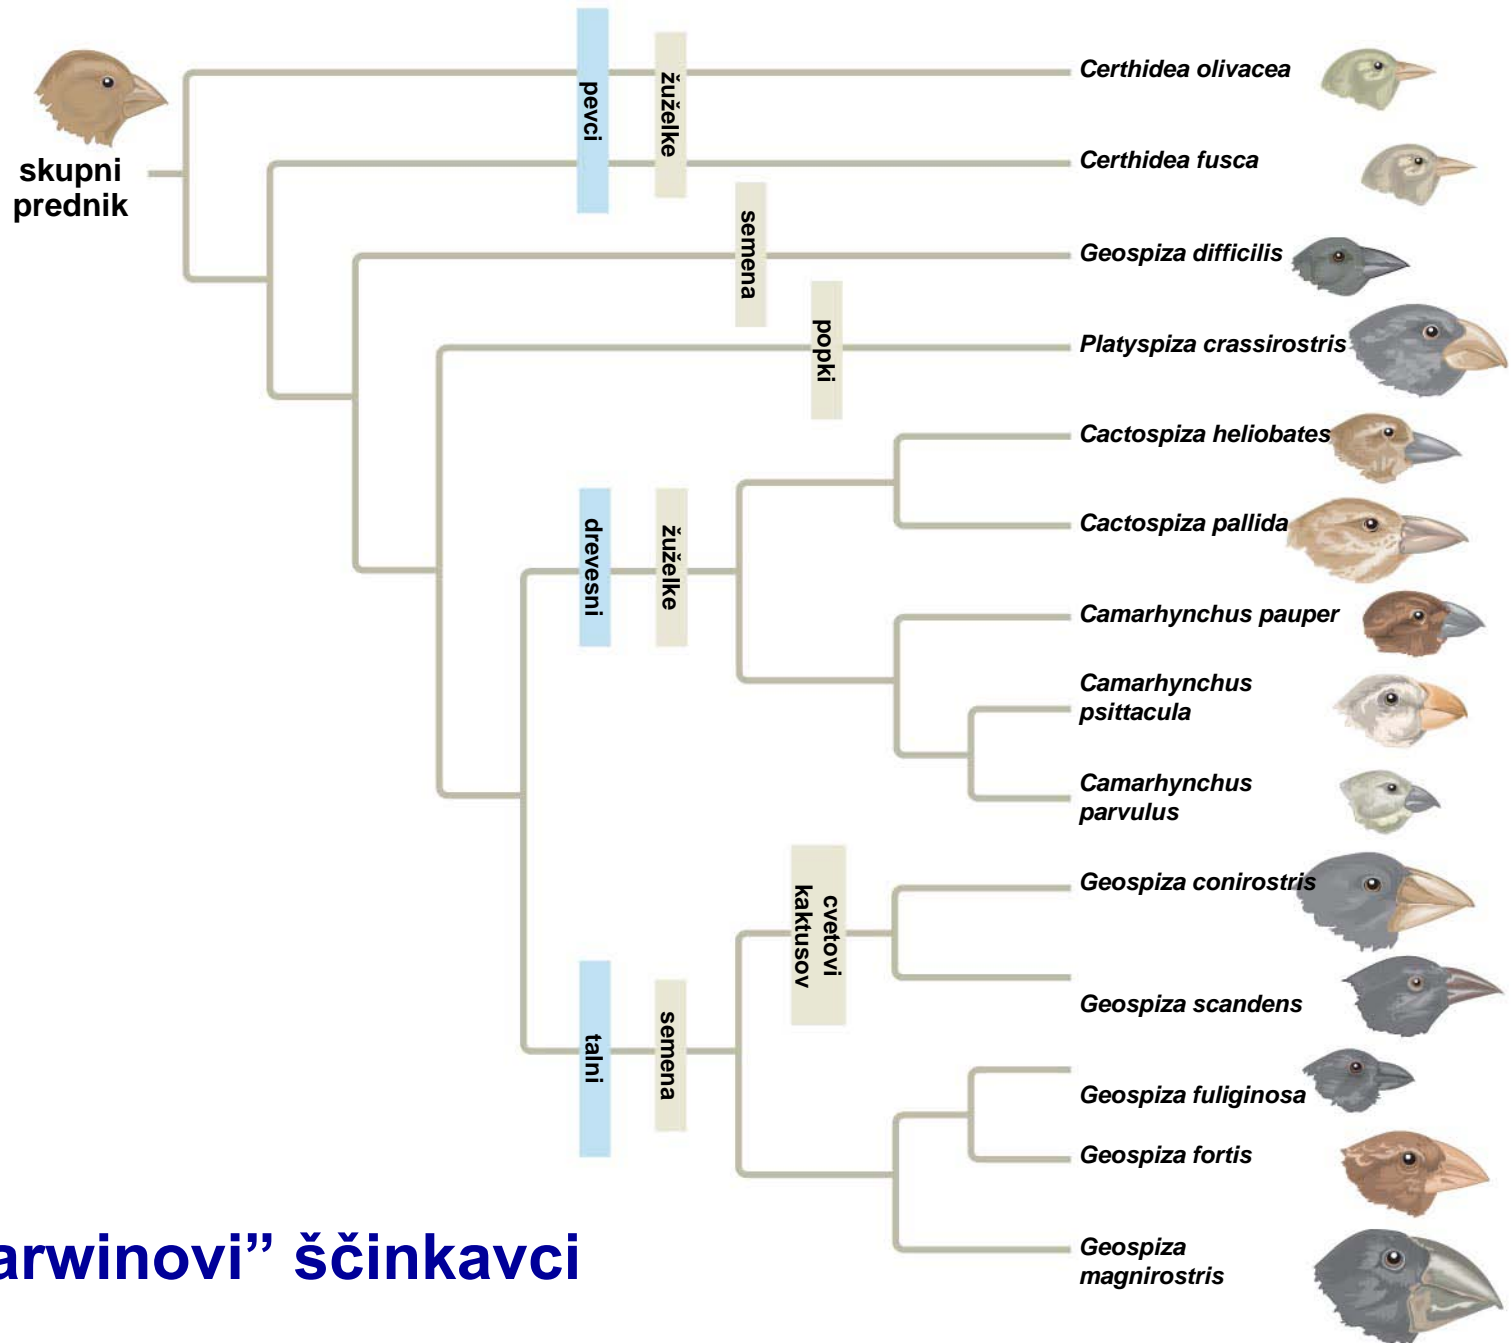 skupni
prednik
pevci
žuželke
semena
popki
drevesni
žuželke
cvetovi
kaktusov
talni
semena
Certhidea olivacea
Certhidea fusca
Geospiza difficilis
Platyspiza crassirostris
Cactospiza heliobates
Cactospiza pallida
Camarhynchus pauper
Camarhynchus
psittacula
Camarhynchus
parvulus
Geospiza conirostris
Geospiza scandens
Geospiza fuliginosa
Geospiza fortis
Geospiza
magnirostris
arwinovi” ščinkavci